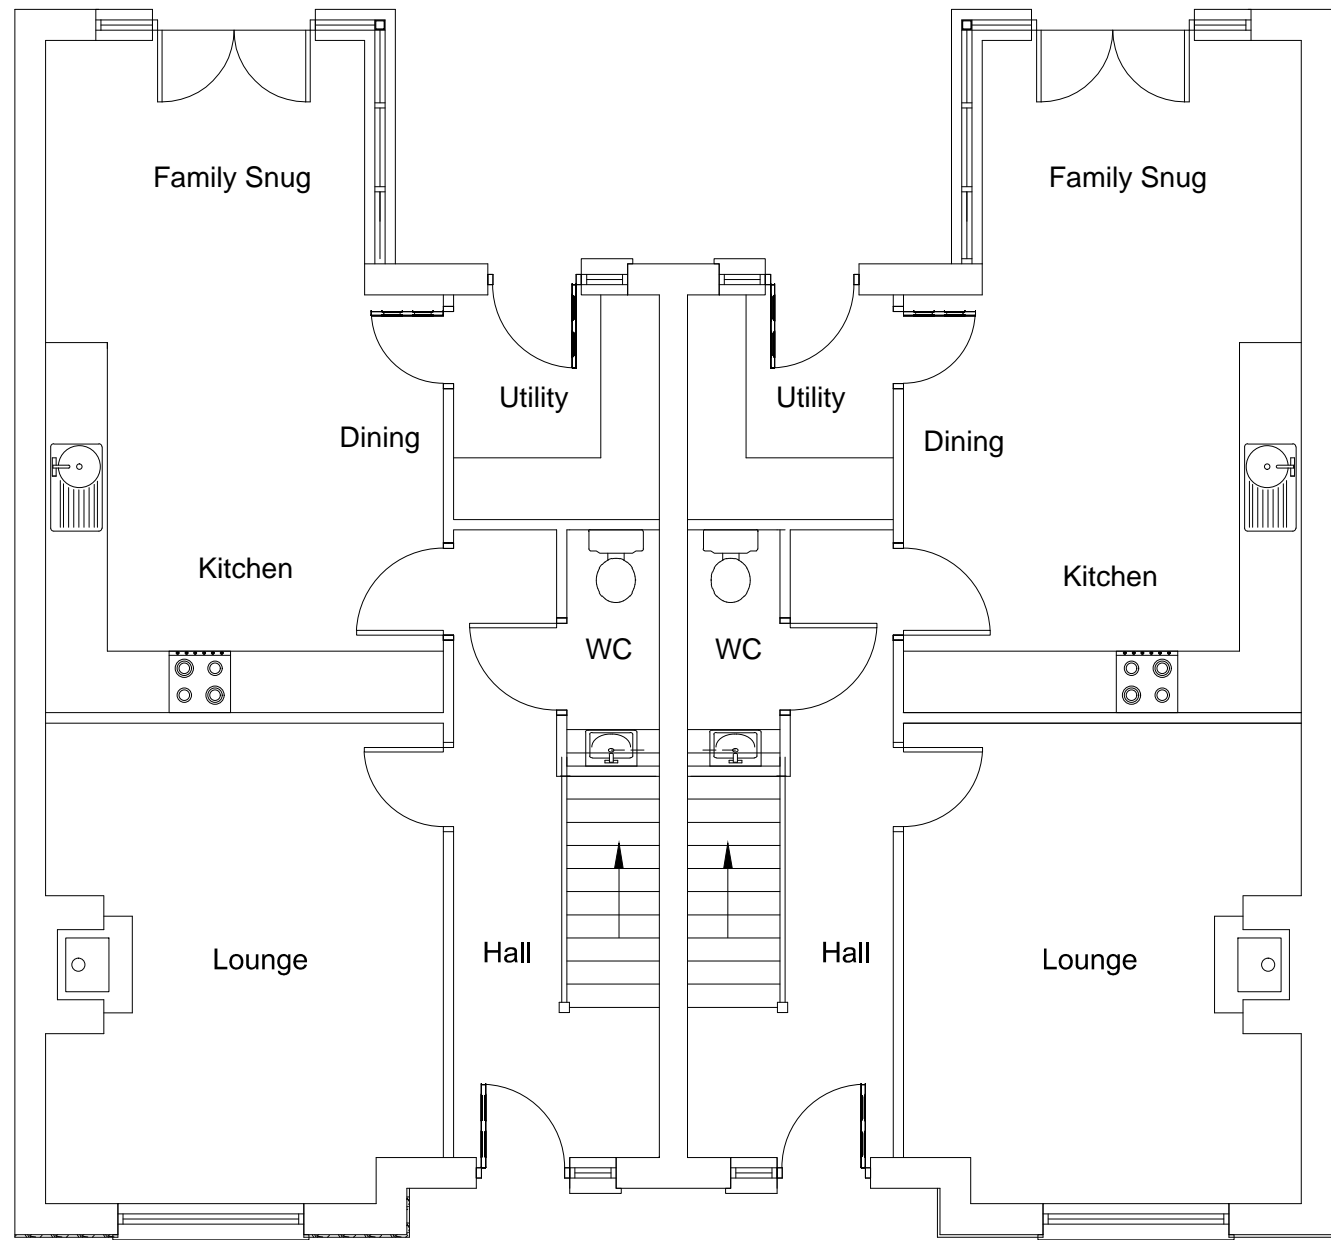 Family Snug
Family Snug
Utility
Utility
Dining
Dining
Kitchen
Kitchen
WC
WC
Lounge
Hall
Hall
Lounge